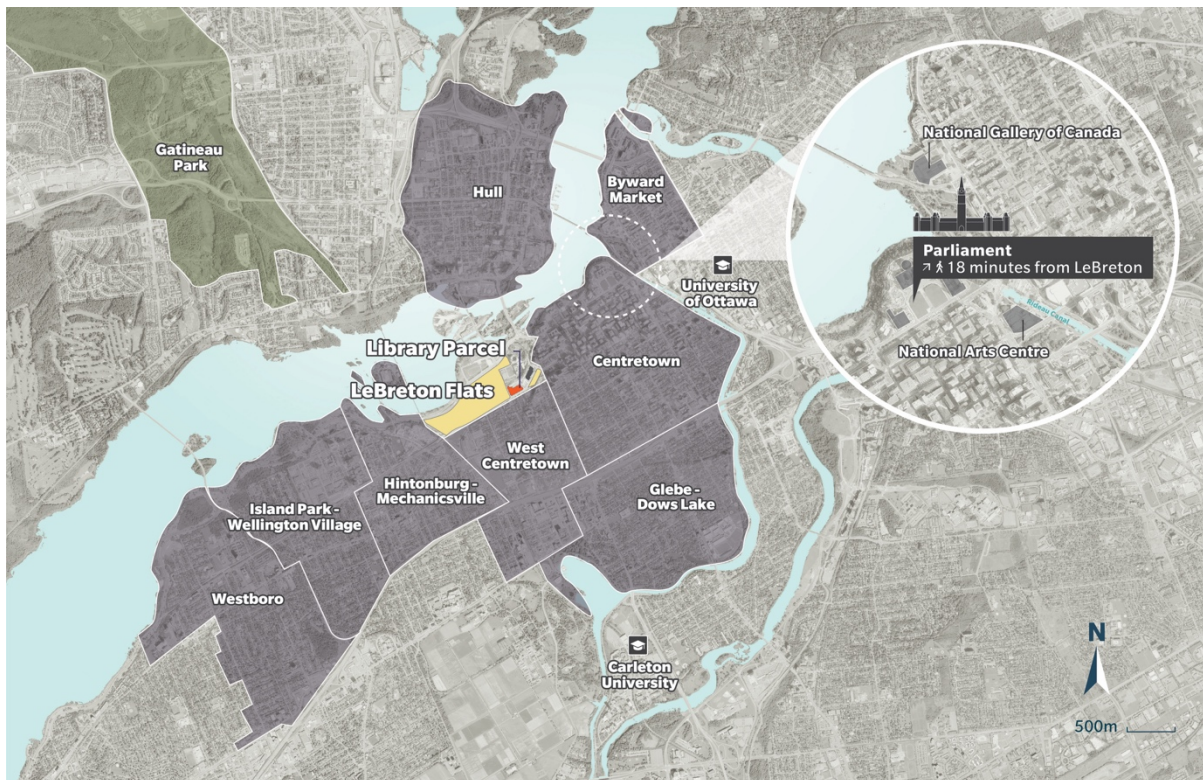 Gatineau
Park
Hull
Byward
Market
National Gallery of Canada
Parliament
18 minutes from LeBreton
Rideau Canal
National Arts Centre
University
of Ottawa
Library Parcel
LeBreton Flats
Centretown
West
Centretown
Hintonburg -
Mechanicsville
Glebe -
Dows Lake
Island Park -
Wellington Village
Westboro
Carleton
University
N
500m